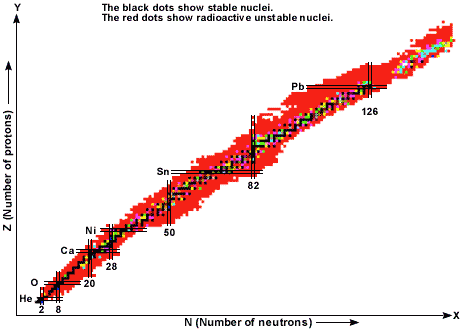 Y
The black dots show stable nuclei.
The red dots show radioactive unstable nuclei.
Pb
126
Sn
82
Z (Number of protons)
50
Ni
Ca
28
20
O
He
2 8
X
N (Number of neutrons)